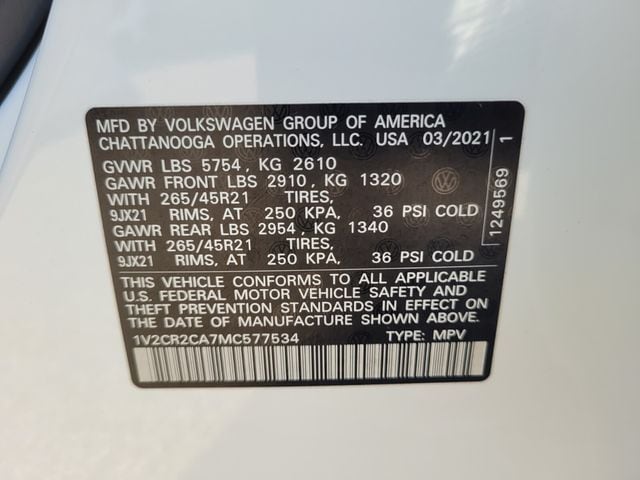 MFD BY VOLKSWAGEN GROUP OF AMERICA
CHATTANOOGA OPERATIONS, LLC. USA 03/2021
GVWR LBS 5754, KG 2610
GAWR FRONT LBS 2910, KG 1320
WITH 265/45R21 TIRES,
9JX21 RIMS, AT 250 KPA, 36 PSI COLD
GAWR REAR LBS 2954, KG 1340
WITH 265/45R21 TIRES,
9JX21 RIMS, AT 250 KPA, 36 PSI COLD
THIS VEHICLE CONFORMS TO ALL APPLICABLE
U.S. FEDERAL MOTOR VEHICLE SAFETY AND
THEFT PREVENTION STANDARDS IN EFFECT ON
THE DATE OF MANUFACTURE SHOWN ABOVE.
1V2CR2CA7MC577534 TYPE: MPV
1249569 1